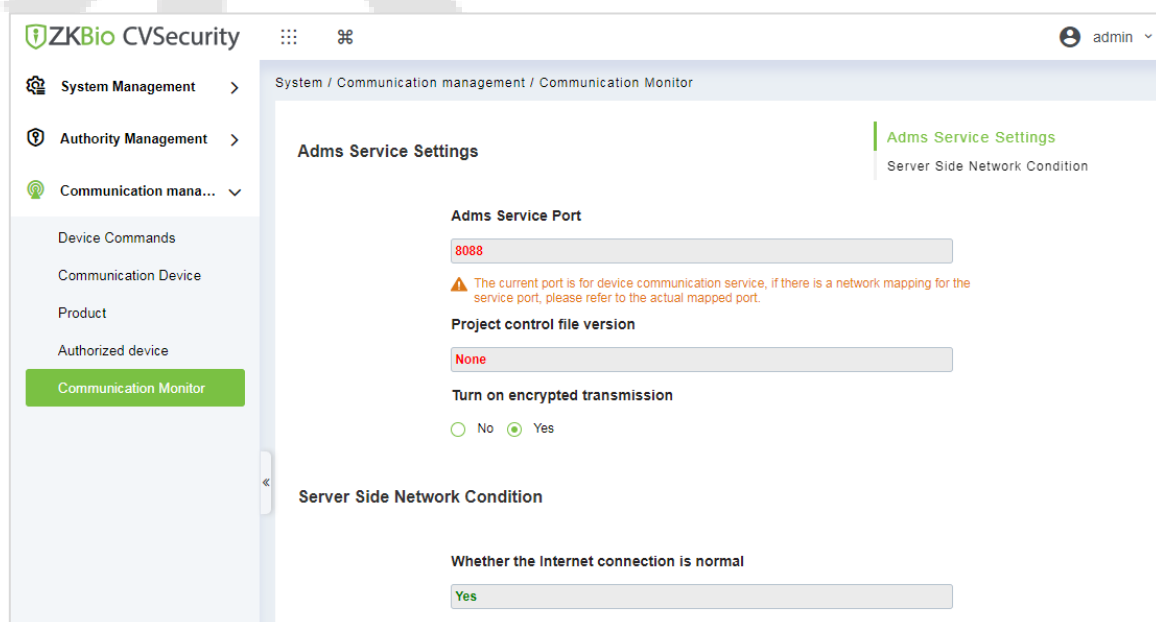 ZKBio CVSecurity
admin
System Management
Authority Management
Communication mana...
Device Commands
Communication Device
Product
Authorized device
Communication Monitor
System / Communication management / Communication Monitor
Adms Service Settings
Adms Service Settings
Server Side Network Condition
Adms Service Port
8088
The current port is for device communication service, if there is a network mapping for the
service port, please refer to the actual mapped port.
Project control file version
None
Turn on encrypted transmission
No Yes
Server Side Network Condition
Whether the Internet connection is normal
Yes